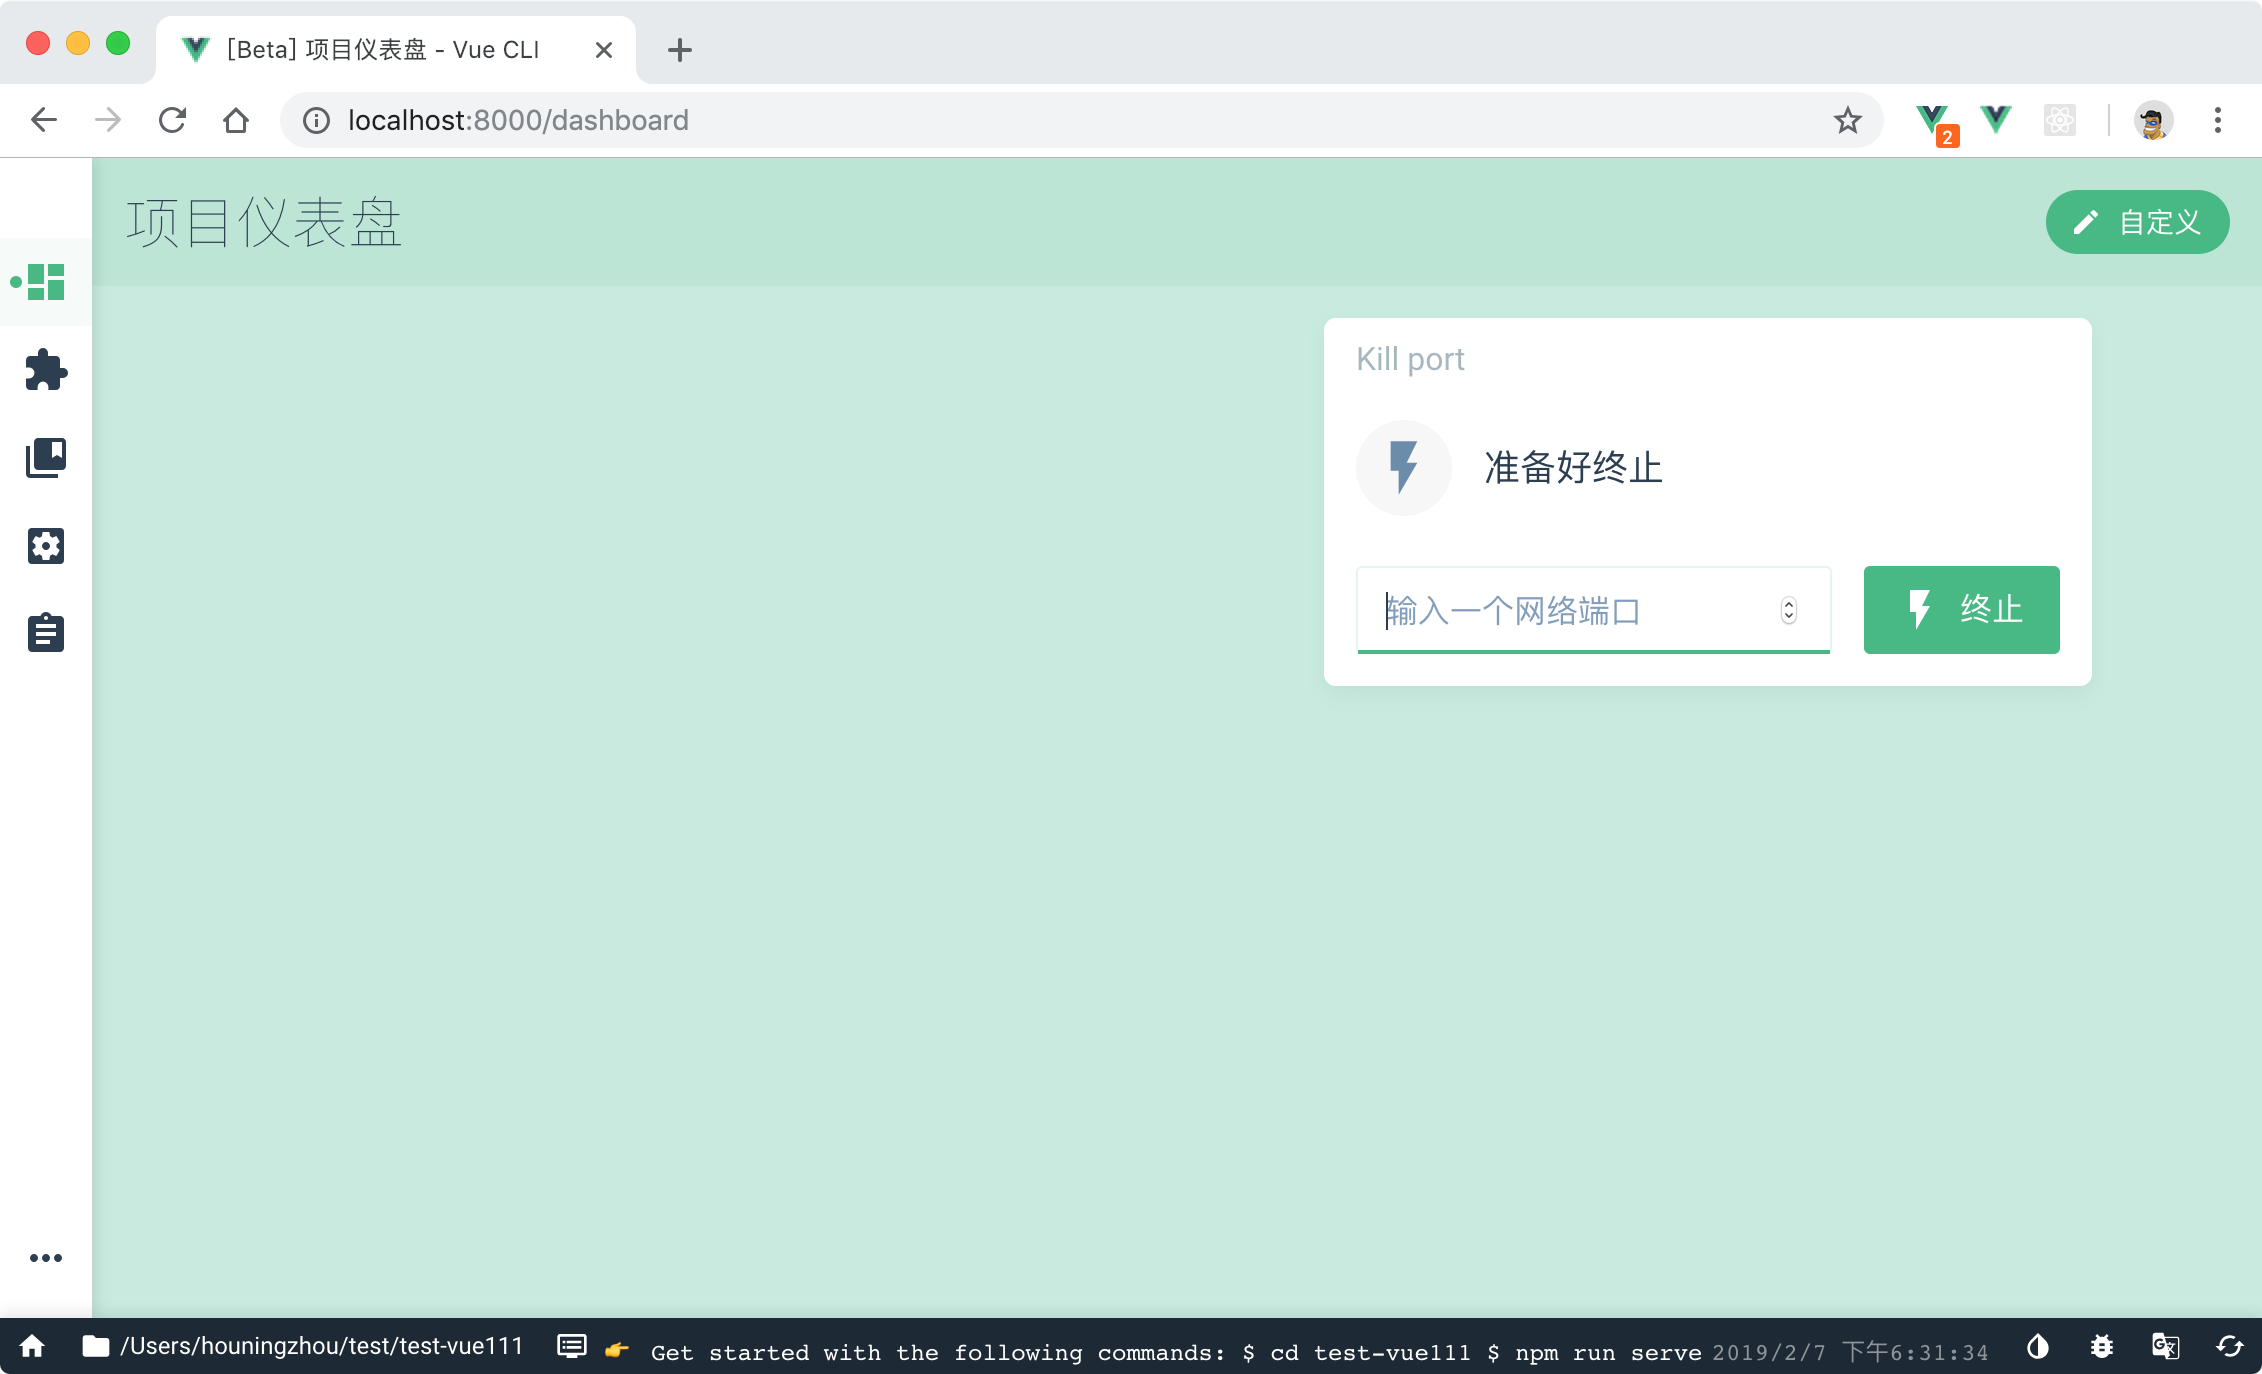 [Beta] 项目仪表盘 - Vue CLI
localhost:8000/dashboard
2
项目仪表盘
自定义
Kill port
准备好终止
输入一个网络端口
终止
/Users/houningzhou/test/test-vue111
👉 Get started with the following commands: $ cd test-vue111 $ npm run serve 2019/2/7 下午6:31:34